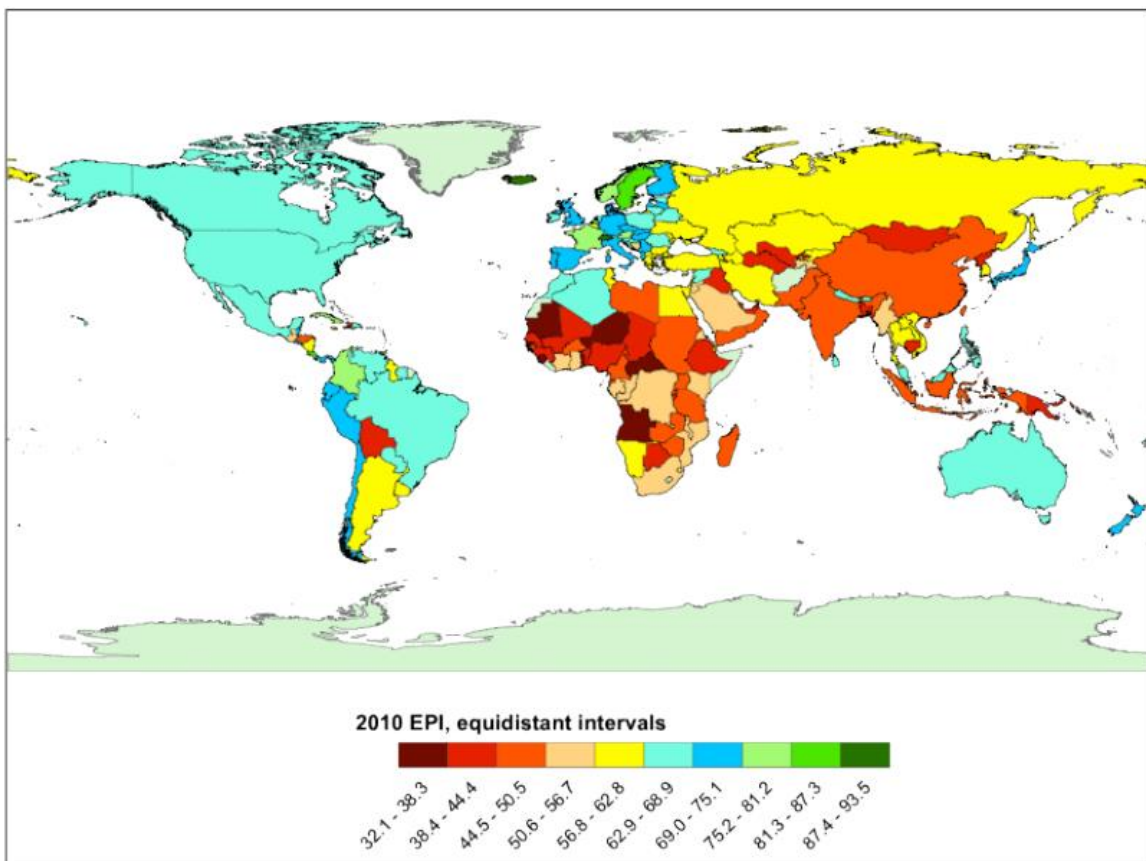 2010 EPI, equidistant intervals
32.1 - 38.3
38.4 - 44.4
44.5 - 50.5
50.6 - 56.7
56.8 - 62.8
62.9 - 68.9
69.0 - 75.1
75.2 - 81.2
81.3 - 87.3
87.4 - 93.5